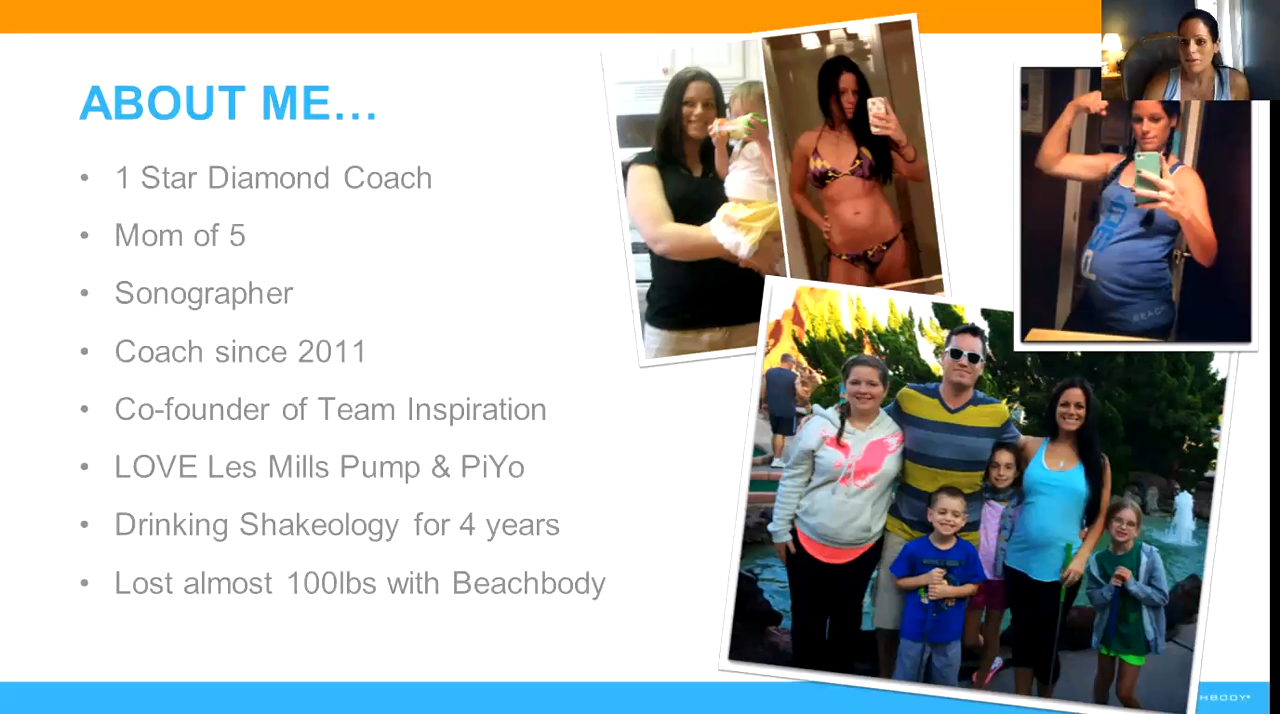 ABOUT ME...
• 1 Star Diamond Coach
• Mom of 5
• Sonographer
• Coach since 2011
• Co-founder of Team Inspiration
• LOVE Les Mills Pump & PiYo
• Drinking Shakeology for 4 years
• Lost almost 100lbs with Beachbody
HBODY